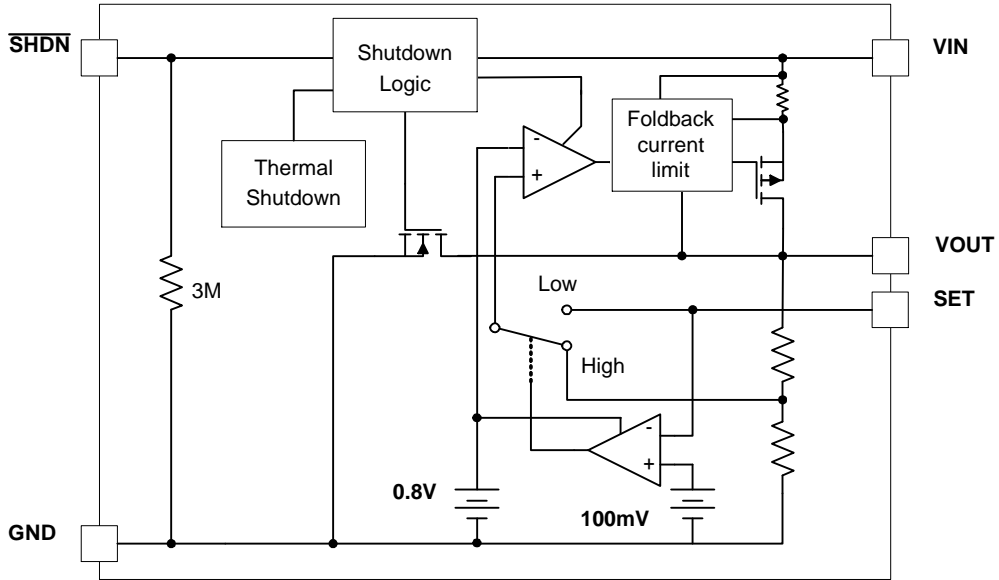 SHDN
Shutdown
Logic
VIN
Foldback
current
limit
-
+
Thermal
Shutdown
VOUT
3M
Low
SET
High
-
+
0.8V
100mV
GND